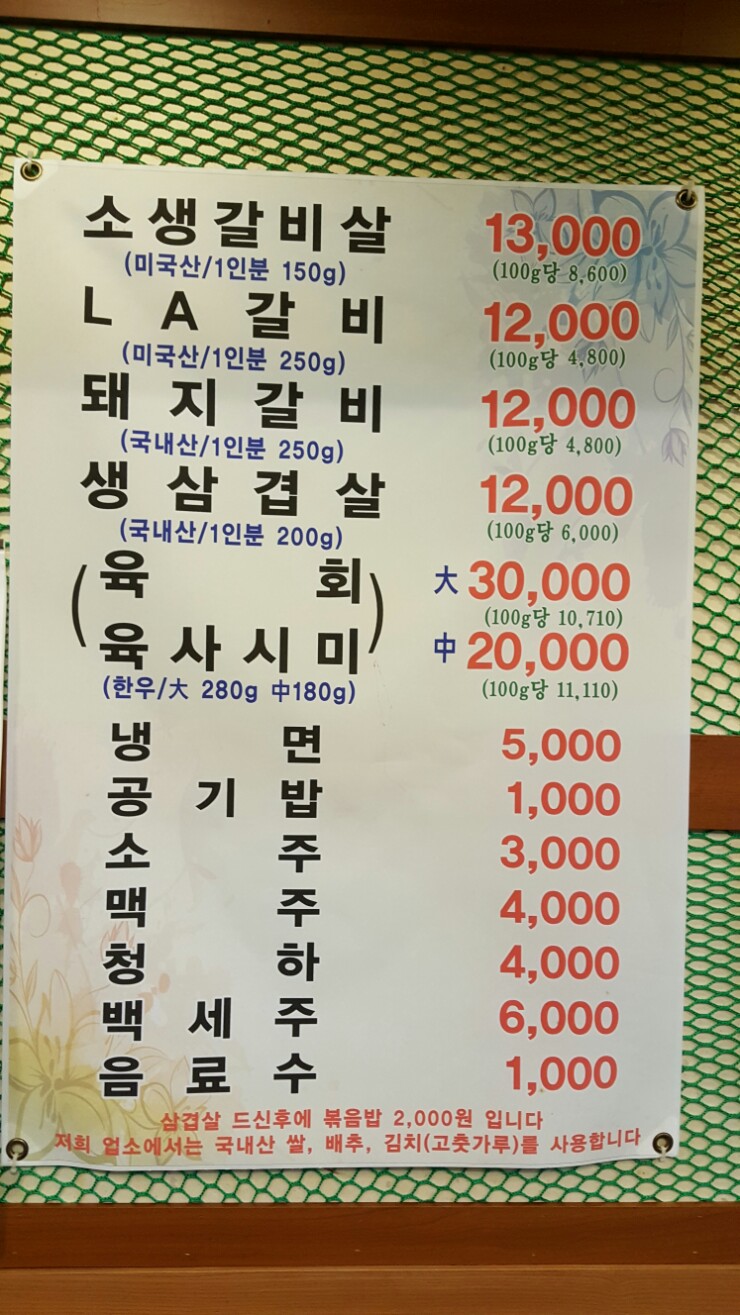 소생갈비살 13,000
(미국산/1인분 150g) (100g당 8,600)
LA갈비 12,000
(미국산/1인분 250g) (100g당 4,800)
돼지갈비 12,000
(국내산/1인분 250g) (100g당 4,800)
생삼겹살 12,000
(국내산/1인분 200g) (100g당 6,000)
(육회 大 30,000
(100g당 10,710)
육사시미) 中 20,000
(한우/大 280g 中180g) (100g당 11,110)
냉면 5,000
공기밥 1,000
소주 3,000
맥주 4,000
청하 4,000
백세주 6,000
음료수 1,000
삼겹살 드신후에 볶음밥 2,000원 입니다
저희 업소에서는 국내산 쌀, 배추, 김치(고춧가루)를 사용합니다